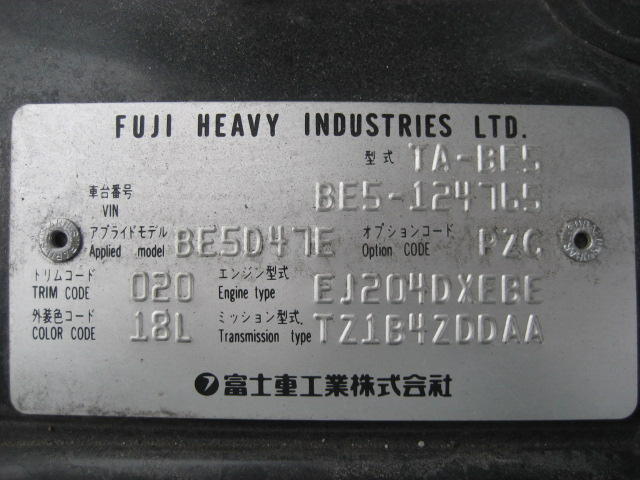 FUJI HEAVY INDUSTRIES LTD.
型式 TA-BE5
車台番号 VIN BE5-124765
アプライドモデル Applied model BE5D47E オプションコード Option CODE PZC
トリムコード TRIM CODE 020 エンジン型式 Engine type EJ204DXEBE
外装色コード COLOR CODE 18L ミッション型式 Transmission type TZ1B4ZDDAA
富士重工業株式会社